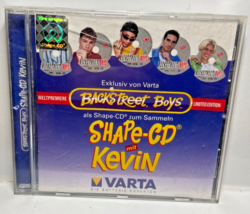 Exklusiv von Varta
WELTPREMIERE
BACKSTREET BOYS
LIMITED EDITION
als Shape-CD® zum Sammeln
SHAPE-CD®
mit
KEVIN
VARTA
DIE BATTERIE EXPERTEN
Backstreet Boys SHAPE-CD KEVIN